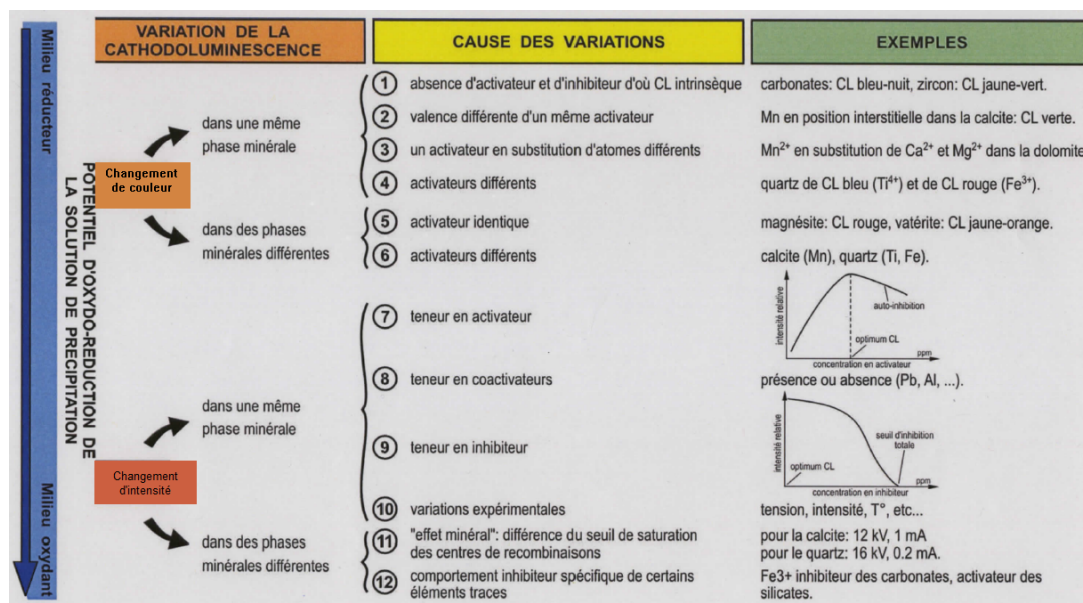 VARIATION DE LA
CATHODOLUMINESCENCE
CAUSE DES VARIATIONS
EXEMPLES
Milieu réducteur
POTENTIEL D'OXYDO-REDUCTION DE
LA SOLUTION DE PRECIPITATION
Milieu oxydant
Changement
de couleur
dans une même
phase minérale
1 absence d'activateur et d'inhibiteur d'où CL intrinsèque
carbonates: CL bleu-nuit, zircon: CL jaune-vert.
2 valence différente d'un même activateur
Mn en position interstitielle dans la calcite: CL verte.
3 un activateur en substitution d'atomes différents
Mn²⁺ en substitution de Ca²⁺ et Mg²⁺ dans la dolomite
4 activateurs différents
quartz de CL bleu (Ti⁴⁺) et de CL rouge (Fe³⁺).
dans des phases
minérales différentes
5 activateur identique
magnésite: CL rouge, vatérite: CL jaune-orange.
6 activateurs différents
calcite (Mn), quartz (Ti, Fe).
Changement
d'intensité
dans une même
phase minérale
7 teneur en activateur
intensité relative
auto-inhibition
optimum CL
ppm
concentration en activateur
8 teneur en coactivateurs
présence ou absence (Pb, Al, ...).
9 teneur en inhibiteur
intensité relative
seuil d'inhibition
totale
optimum CL
ppm
concentration en inhibiteur
10 variations expérimentales
tension, intensité, T°, etc...
dans des phases
minérales différentes
11 "effet minéral": différence du seuil de saturation
des centres de recombinaisons
pour la calcite: 12 kV, 1 mA
pour le quartz: 16 kV, 0.2 mA.
12 comportement inhibiteur spécifique de certains
éléments traces
Fe3+ inhibiteur des carbonates, activateur des
silicates.